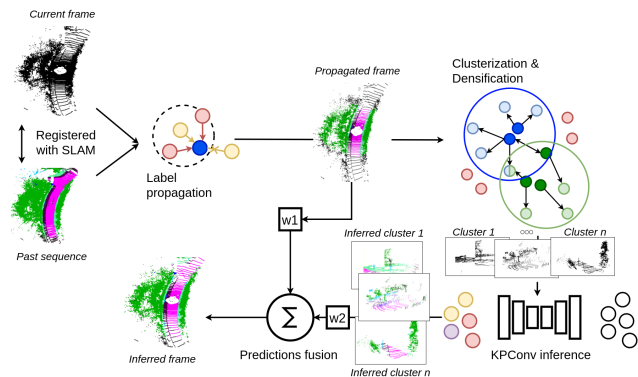 Current frame
Registered
with SLAM
Past sequence
Label
propagation
Propagated frame
Clusterization &
Densification
w1
Inferred cluster 1
Cluster 1
ooo
Cluster n
Inferred frame
Σ
w2
Predictions fusion
Inferred cluster n
KPConv inference